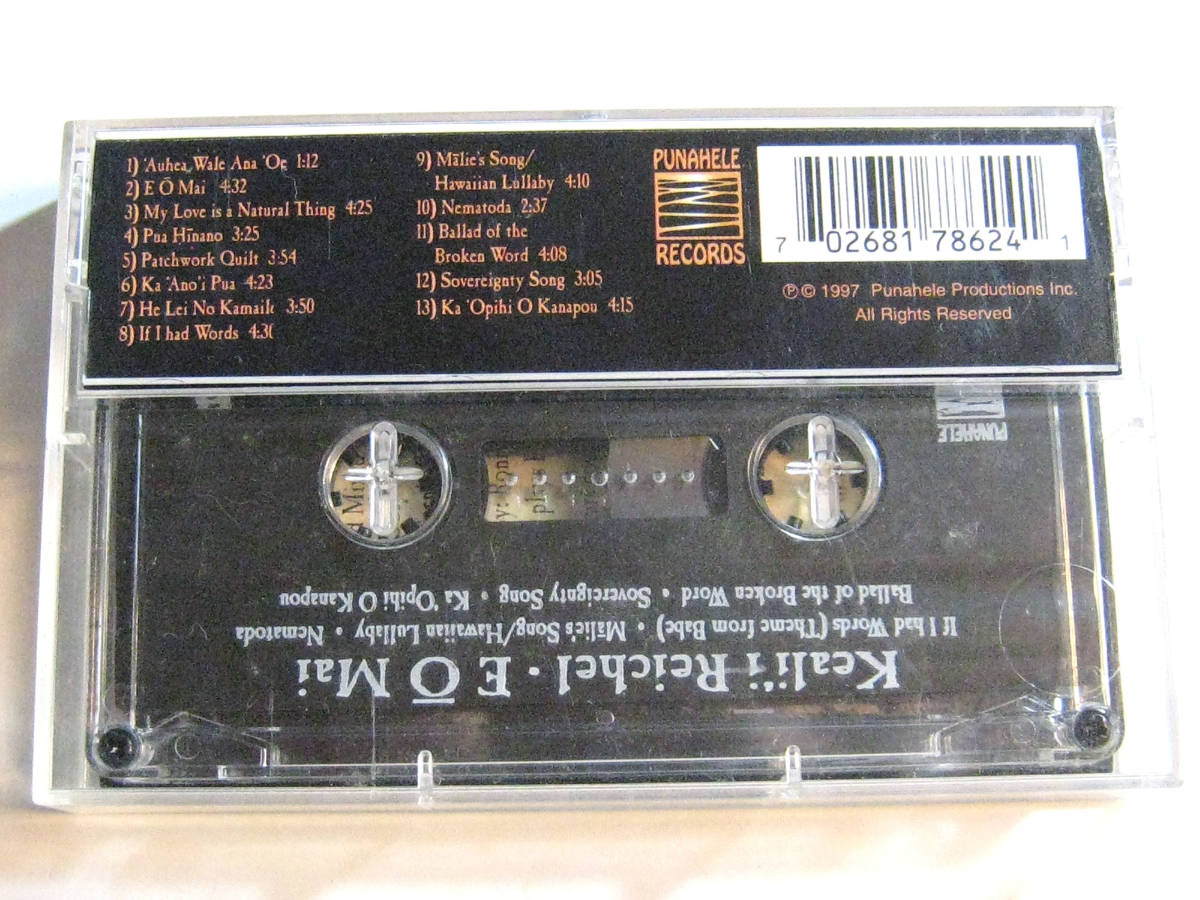 1) 'Auhea Wale Ana 'Oe 1:12
2) E Ō Mai 4:32
3) My Love is a Natural Thing 4:25
4) Pua Hīnano 3:25
5) Patchwork Quilt 3:54
6) Ka 'Ano'i Pua 4:23
7) He Lei No Kamaile 3:50
8) If I had Words
9) Mālie's Song/
Hawaiian Lullaby 4:10
10) Nematoda 2:37
11) Ballad of the
Broken Word 4:08
12) Sovereignty Song 3:05
13) Ka 'Opihi O Kanapou 4:15
PUNAHELE
RECORDS
7 02681 78624 1
℗© 1997 Punahele Productions Inc.
All Rights Reserved
PUNAHELE
Keali'i Reichel · E Ō Mai
If I had Words (Theme from Babe) • Mālie's Song/Hawaiian Lullaby • Nematoda
Ballad of the Broken Word • Sovereignty Song • Ka 'Opihi O Kanapou